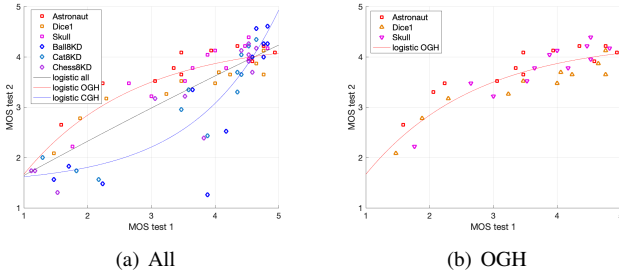 5
4
3
2
1
1
2
3
4
5
MOS test 1
MOS test 2
Astronaut
Dice1
Skull
Ball8KD
Cat8KD
Chess8KD
logistic all
logistic OGH
logistic CGH
(a) All
5
4
3
2
1
1
2
3
4
5
MOS test 1
MOS test 2
Astronaut
Dice1
Skull
logistic OGH
(b) OGH